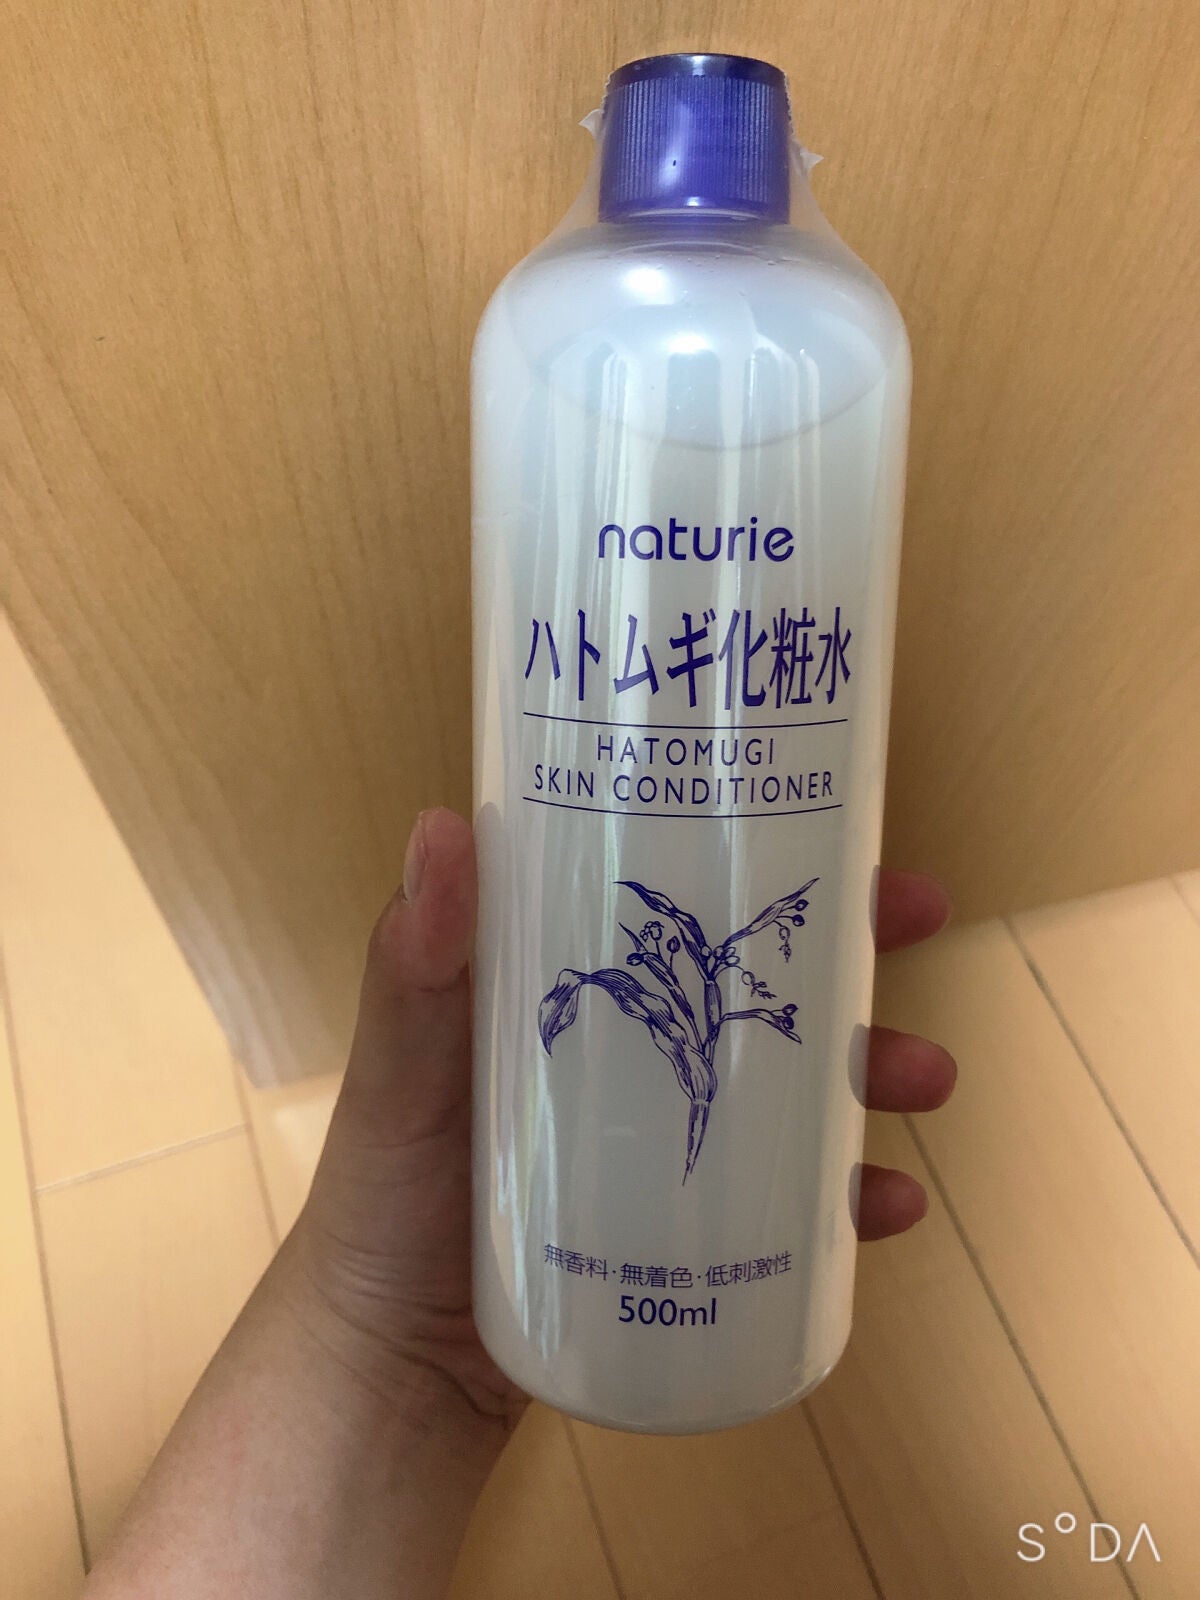 naturie
ハトムギ化粧水
HATOMUGI
SKIN CONDITIONER
無香料·無着色·低刺激性
500ml
S°DA